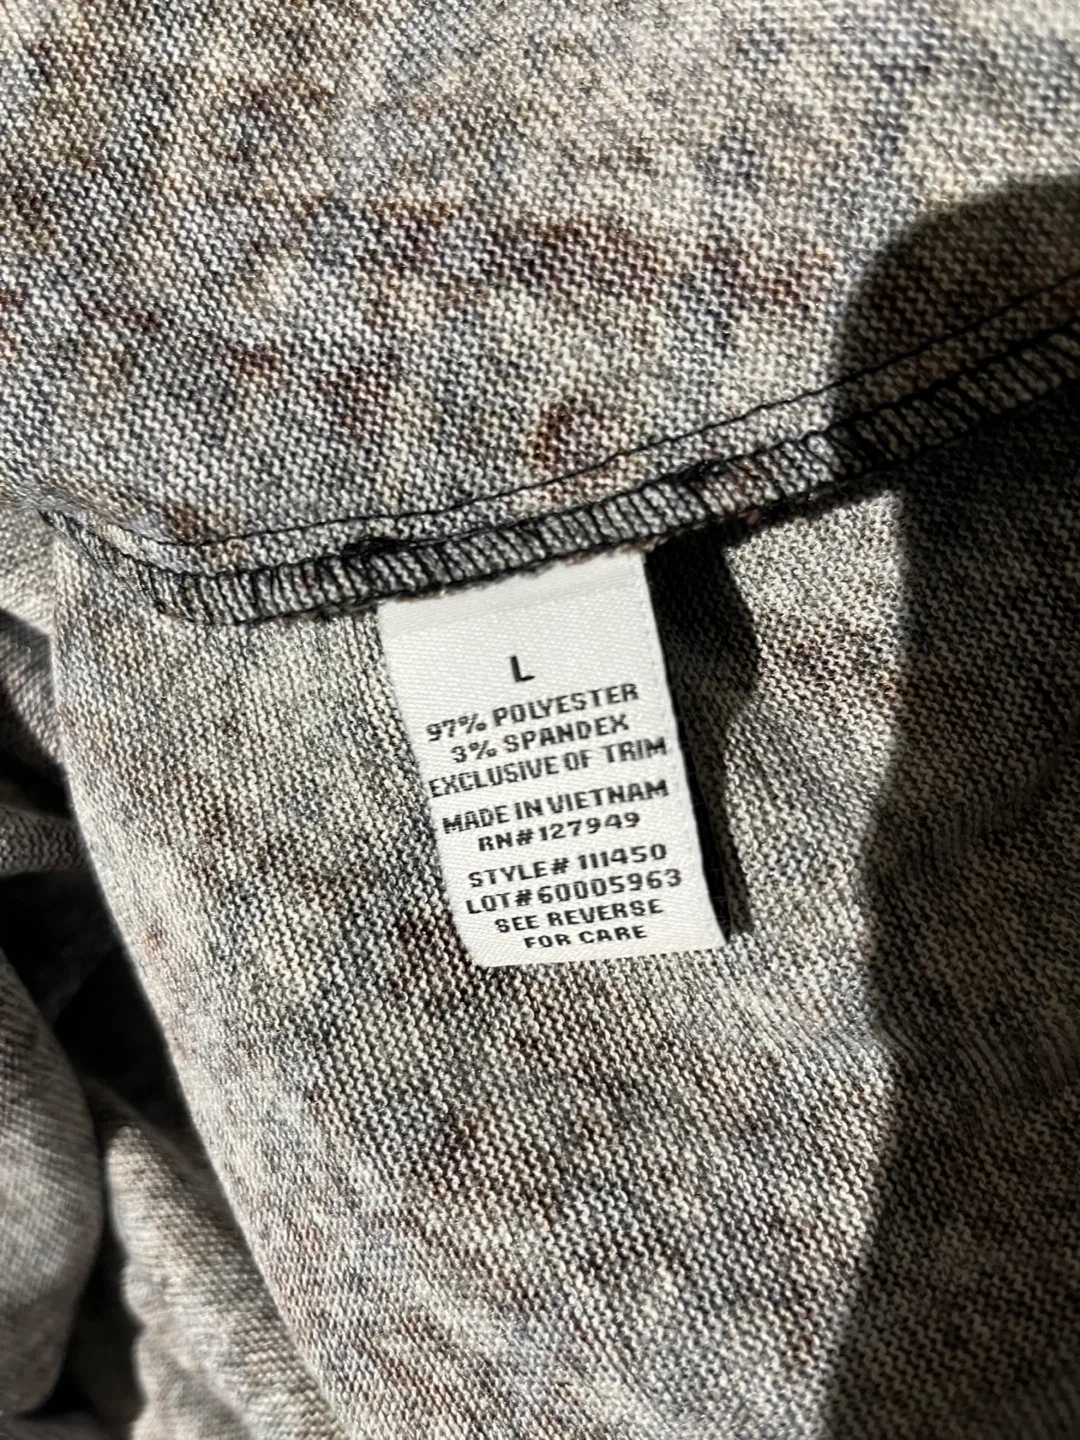 L
97% POLYESTER
3% SPANDEX
EXCLUSIVE OF TRIM
MADE IN VIETNAM
RN#127949
STYLE# 111450
LOT#60005963
SEE REVERSE
FOR CARE